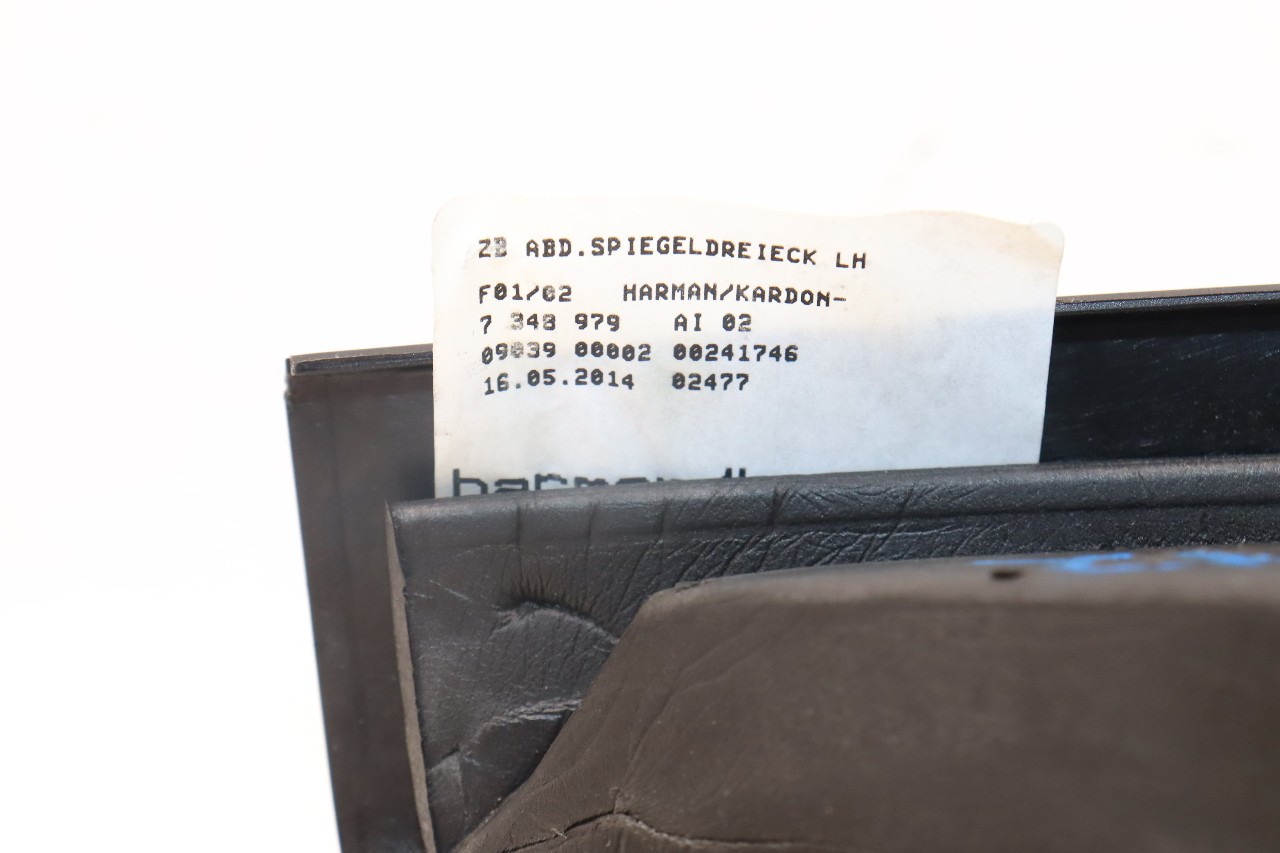 ZB ABD.SPIEGELDREIECK LH
F01/02 HARMAN/KARDON-
7 348 979 AI 02
09039 00002 00241746
16.05.2014 02477